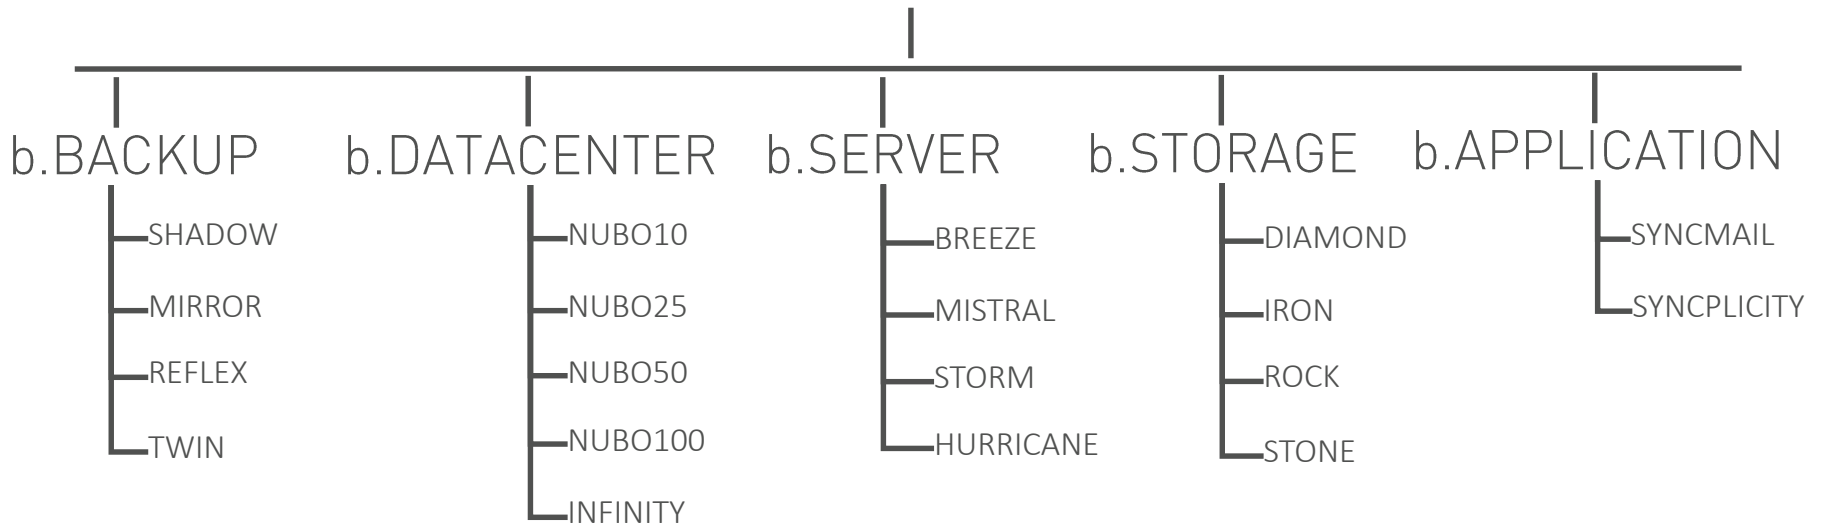 b.BACKUP
SHADOW
MIRROR
REFLEX
TWIN
b.DATACENTER
NUBO10
NUBO25
NUBO50
NUBO100
INFINITY
b.SERVER
BREEZE
MISTRAL
STORM
HURRICANE
b.STORAGE
DIAMOND
IRON
ROCK
STONE
b.APPLICATION
SYNCMAIL
SYNCPLICITY